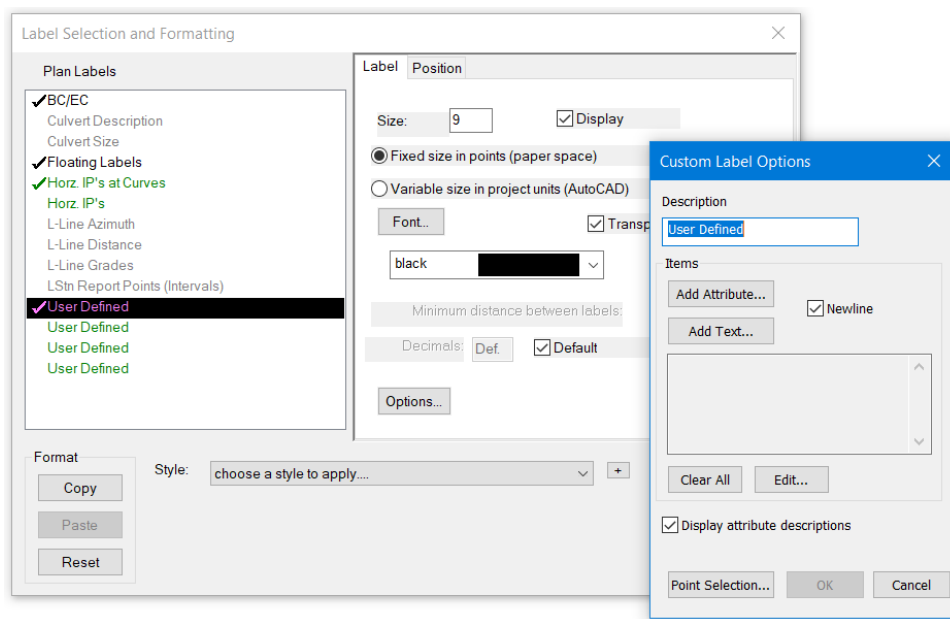 Label Selection and Formatting
Plan Labels
BC/EC
Culvert Description
Culvert Size
Floating Labels
Horz. IP's at Curves
Horz. IP's
L-Line Azimuth
L-Line Distance
L-Line Grades
LStn Report Points (Intervals)
User Defined
User Defined
User Defined
User Defined
Label Position
Size: 9 Display
Fixed size in points (paper space)
Variable size in project units (AutoCAD)
Font... Transp
black
Minimum distance between labels:
Decimals: Def. Default
Options...
Format
Copy
Paste
Reset
Style: choose a style to apply.... +
Custom Label Options
Description
User Defined
Items
Add Attribute...
Newline
Add Text...
Clear All Edit...
Display attribute descriptions
Point Selection... OK Cancel